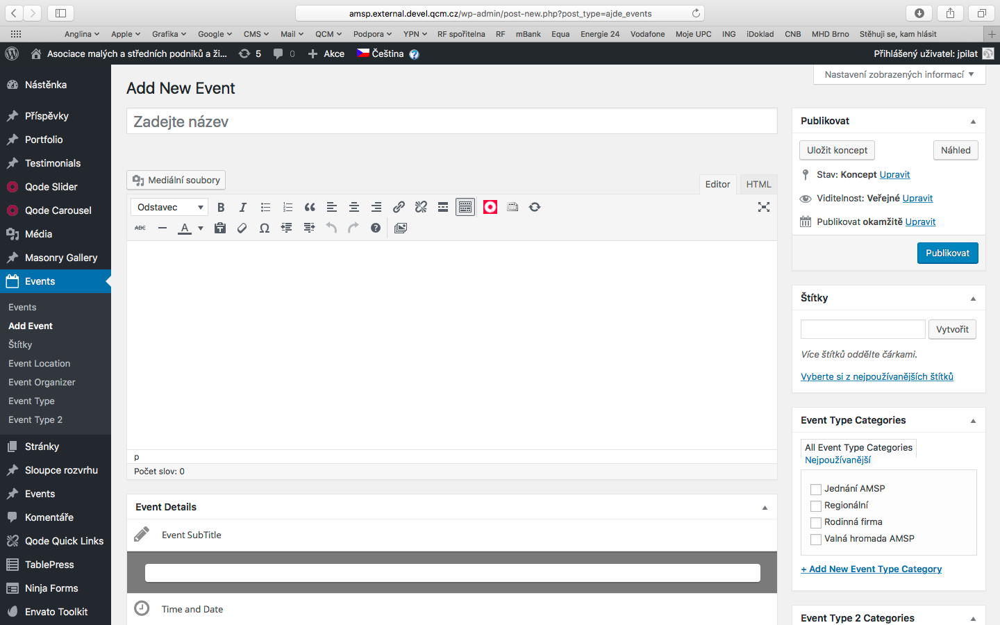 amsp.external.devel.qcm.cz/wp-admin/post-new.php?post_type=ajde_events
Anglina Apple Grafika Google CMS Mail QCM Podpora YPN RF spořitelna RF mBank Equa Energie 24 Vodafone Moje UPC ING iDoklad CNB MHD Brno Stěhuji se, kam hlásit
Asociace malých a středních podniků a ži... 5 0 Akce Čeština ? Přihlášený uživatel: jpilat
Nastavení zobrazených informací
Nástěnka
Příspěvky
Portfolio
Testimonials
Qode Slider
Qode Carousel
Média
Masonry Gallery
Events
Events
Add Event
Štítky
Event Location
Event Organizer
Event Type
Event Type 2
Stránky
Sloupce rozvrhu
Events
Komentáře
Qode Quick Links
TablePress
Ninja Forms
Envato Toolkit
Add New Event
Zadejte název
Mediální soubory
Editor HTML
Odstavec B I
ABC A Ω ?
p
Počet slov: 0
Event Details
Event SubTitle
Time and Date
Publikovat
Uložit koncept Náhled
Stav: Koncept Upravit
Viditelnost: Veřejné Upravit
Publikovat okamžitě Upravit
Publikovat
Štítky
Vytvořit
Více štítků oddělte čárkami.
Vyberte si z nejpoužívanějších štítků
Event Type Categories
All Event Type Categories
Nejpoužívanější
Jednání AMSP
Regionální
Rodinná firma
Valná hromada AMSP
+ Add New Event Type Category
Event Type 2 Categories